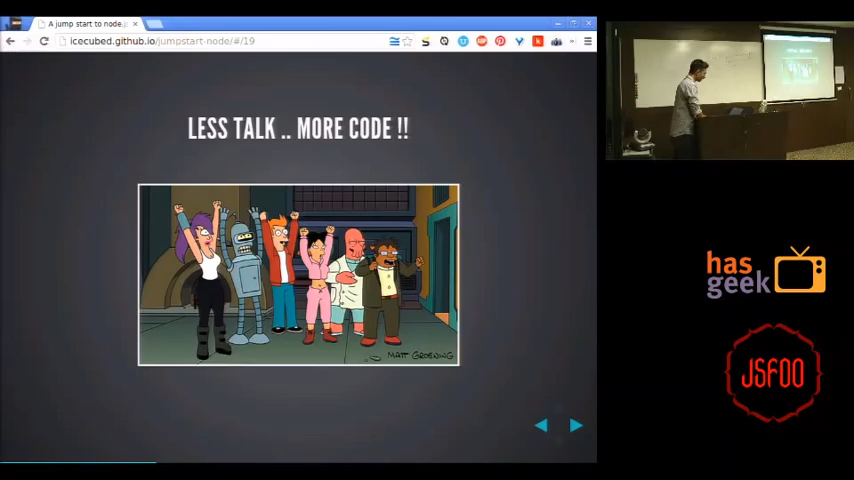 A jump start to node.j
icecubed.github.io/jumpstart-node/#/19
LESS TALK .. MORE CODE !!
MATT GROENING
has
geek
JSFOO